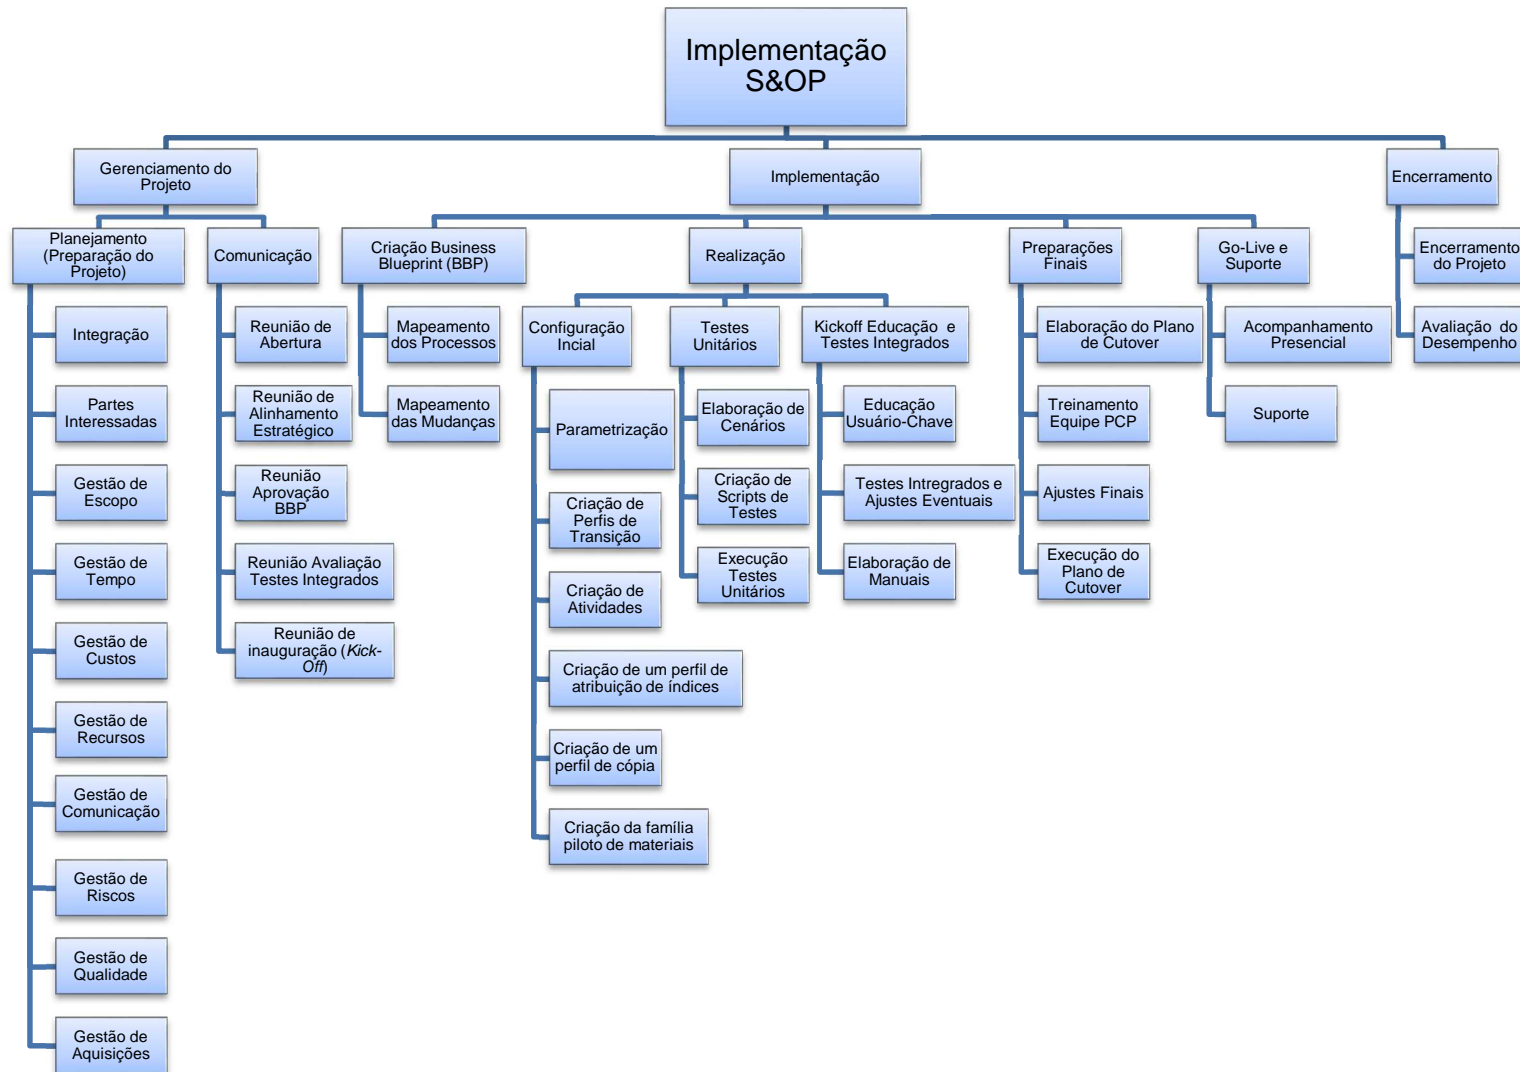 Implementação
S&OP
Gerenciamento do
Projeto
Implementação
Encerramento
Planejamento
(Preparação do
Projeto)
Comunicação
Criação Business
Blueprint (BBP)
Realização
Preparações
Finais
Go-Live e
Suporte
Encerramento
do Projeto
Avaliação do
Desempenho
Integração
Partes
Interessadas
Gestão de
Escopo
Gestão de
Tempo
Gestão de
Custos
Gestão de
Recursos
Gestão de
Comunicação
Gestão de
Riscos
Gestão de
Qualidade
Gestão de
Aquisições
Reunião de
Abertura
Reunião de
Alinhamento
Estratégico
Reunião
Aprovação
BBP
Reunião Avaliação
Testes Integrados
Reunião de
inauguração (Kick-
Off)
Mapeamento
dos Processos
Mapeamento
das Mudanças
Configuração
Incial
Parametrização
Criação de
Perfis de
Transição
Criação de
Atividades
Criação de um perfil de
atribuição de índices
Criação de um
perfil de cópia
Criação da família
piloto de materiais
Testes
Unitários
Elaboração de
Cenários
Criação de
Scripts de
Testes
Execução
Testes
Unitários
Kickoff Educação e
Testes Integrados
Educação
Usuário-Chave
Testes Intregrados e
Ajustes Eventuais
Elaboração de
Manuais
Elaboração do Plano
de Cutover
Treinamento
Equipe PCP
Ajustes Finais
Execução do
Plano de
Cutover
Acompanhamento
Presencial
Suporte